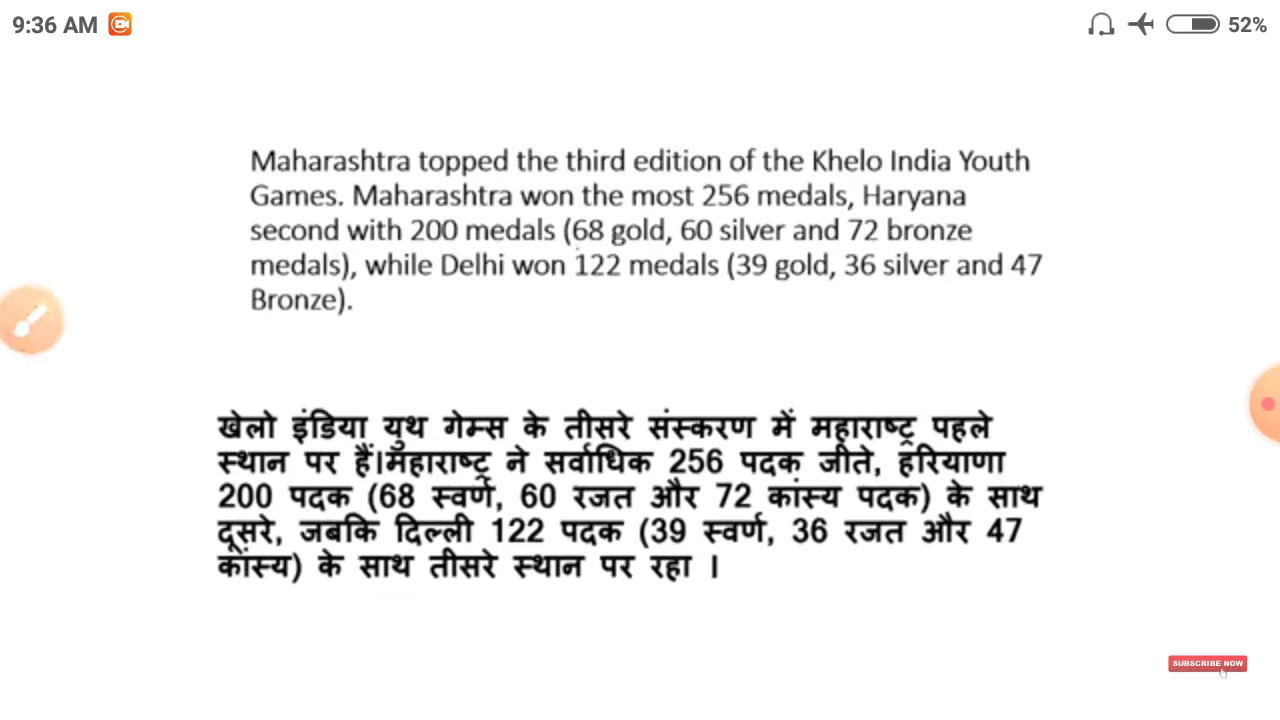 9:36 AM
52%
Maharashtra topped the third edition of the Khelo India Youth
Games. Maharashtra won the most 256 medals, Haryana
second with 200 medals (68 gold, 60 silver and 72 bronze
medals), while Delhi won 122 medals (39 gold, 36 silver and 47
Bronze).
खेलो इंडिया युथ गेम्स के तीसरे संस्करण में महाराष्ट्र पहले
स्थान पर हैं।महाराष्ट्र ने सर्वाधिक 256 पदक जीते, हरियाणा
200 पदक (68 स्वर्ण, 60 रजत और 72 कांस्य पदक) के साथ
दूसरे, जबकि दिल्ली 122 पदक (39 स्वर्ण, 36 रजत और 47
कांस्य) के साथ तीसरे स्थान पर रहा ।
SUBSCRIBE NOW